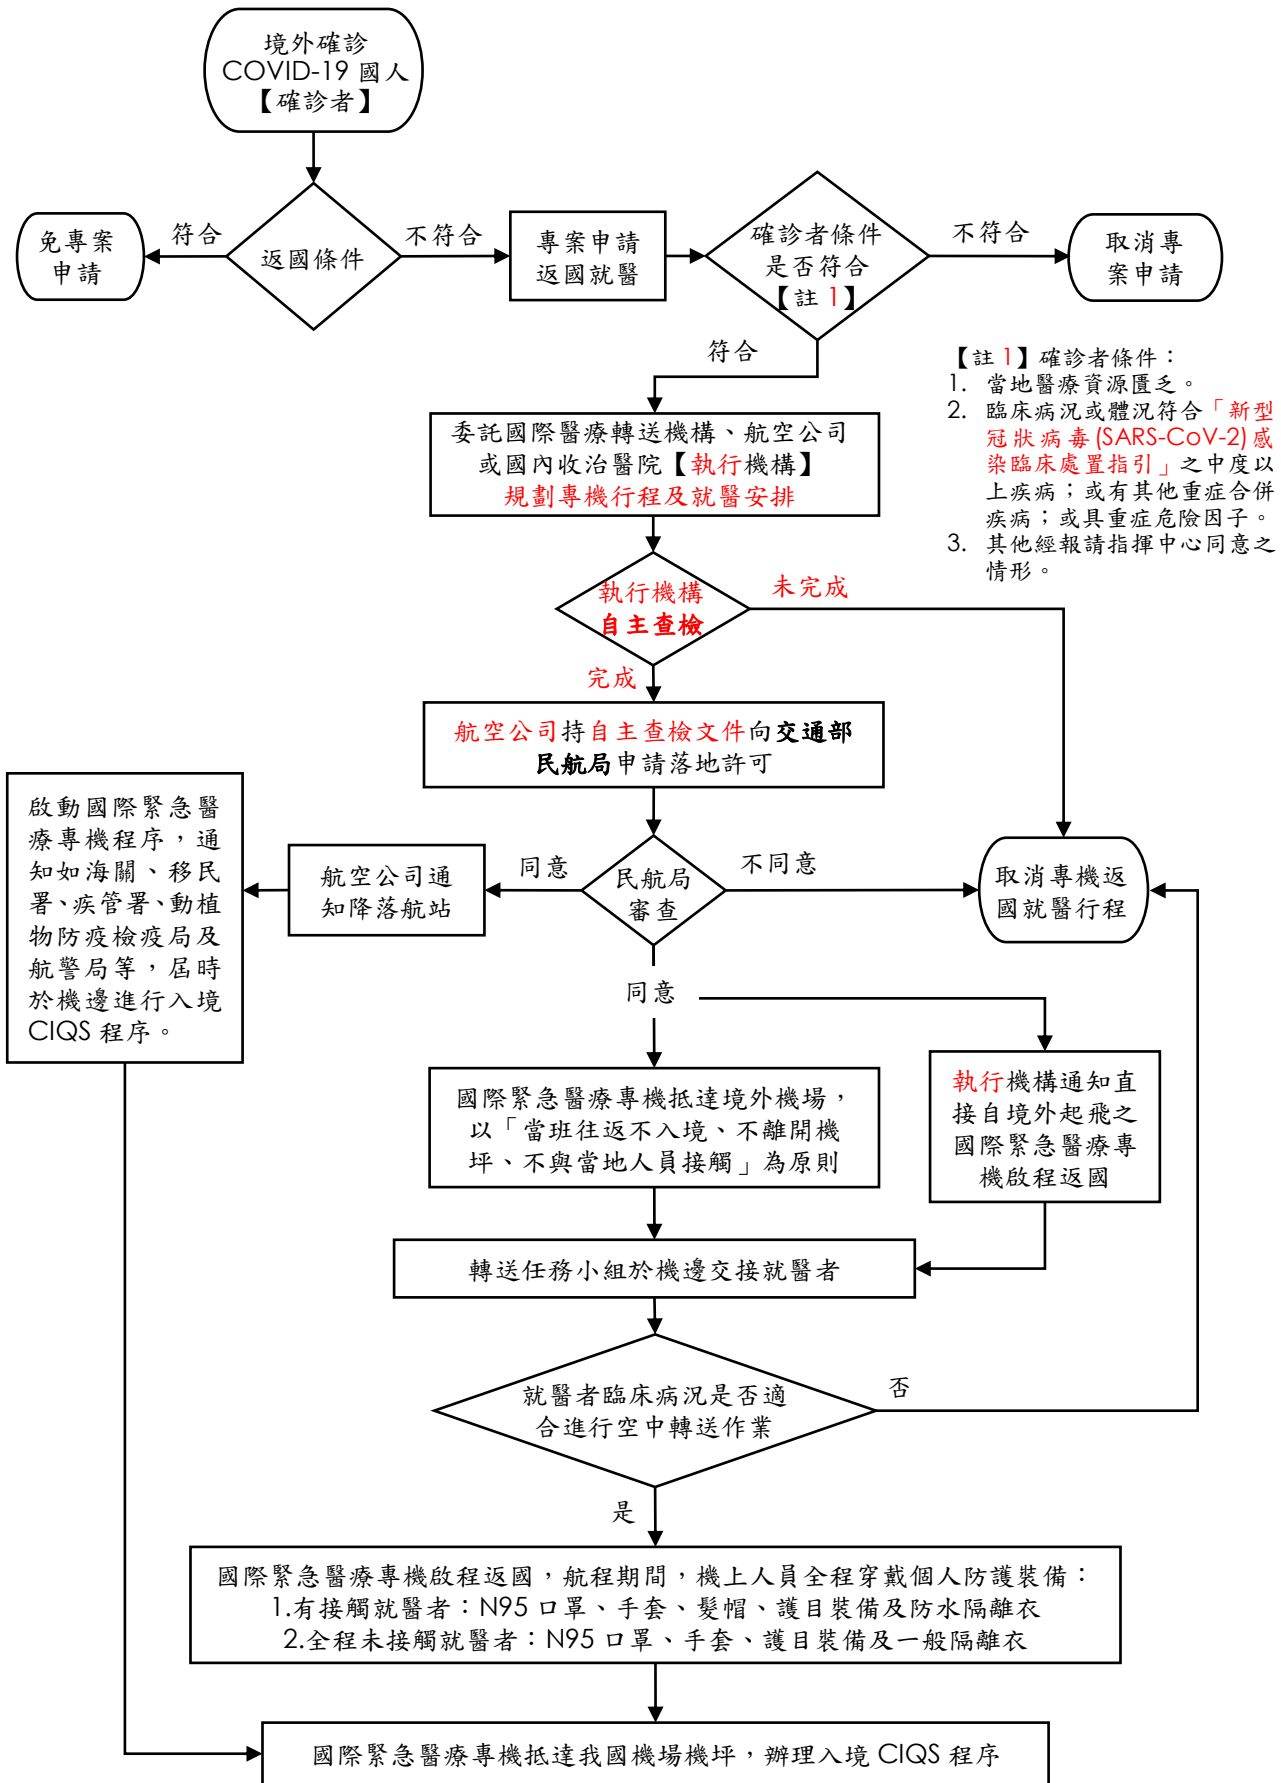 境外確診
COVID-19 國人
【確診者】
符合
返國條件
不符合
免專案
申請
專案申請
返國就醫
確診者條件
是否符合
【註 1】
不符合
取消專
案申請
符合
【註 1】確診者條件：
1. 當地醫療資源匱乏。
2. 臨床病況或體況符合「新型
冠狀病毒(SARS-CoV-2)感
染臨床處置指引」之中度以
上疾病；或有其他重症合併
疾病；或具重症危險因子。
3. 其他經報請指揮中心同意之
情形。
委託國際醫療轉送機構、航空公司
或國內收治醫院【執行機構】
規劃專機行程及就醫安排
執行機構
自主查檢
未完成
完成
航空公司持自主查檢文件向交通部
民航局申請落地許可
啟動國際緊急醫
療專機程序，通
知如海關、移民
署、疾管署、動植
物防疫檢疫局及
航警局等，屆時
於機邊進行入境
CIQS 程序。
航空公司通
知降落航站
同意
民航局
審查
不同意
取消專機返
國就醫行程
同意
國際緊急醫療專機抵達境外機場，
以「當班往返不入境、不離開機
坪、不與當地人員接觸」為原則
執行機構通知直
接自境外起飛之
國際緊急醫療專
機啟程返國
轉送任務小組於機邊交接就醫者
就醫者臨床病況是否適
合進行空中轉送作業
否
是
國際緊急醫療專機啟程返國，航程期間，機上人員全程穿戴個人防護裝備：
1.有接觸就醫者：N95 口罩、手套、髮帽、護目裝備及防水隔離衣
2.全程未接觸就醫者：N95 口罩、手套、護目裝備及一般隔離衣
國際緊急醫療專機抵達我國機場機坪，辦理入境 CIQS 程序